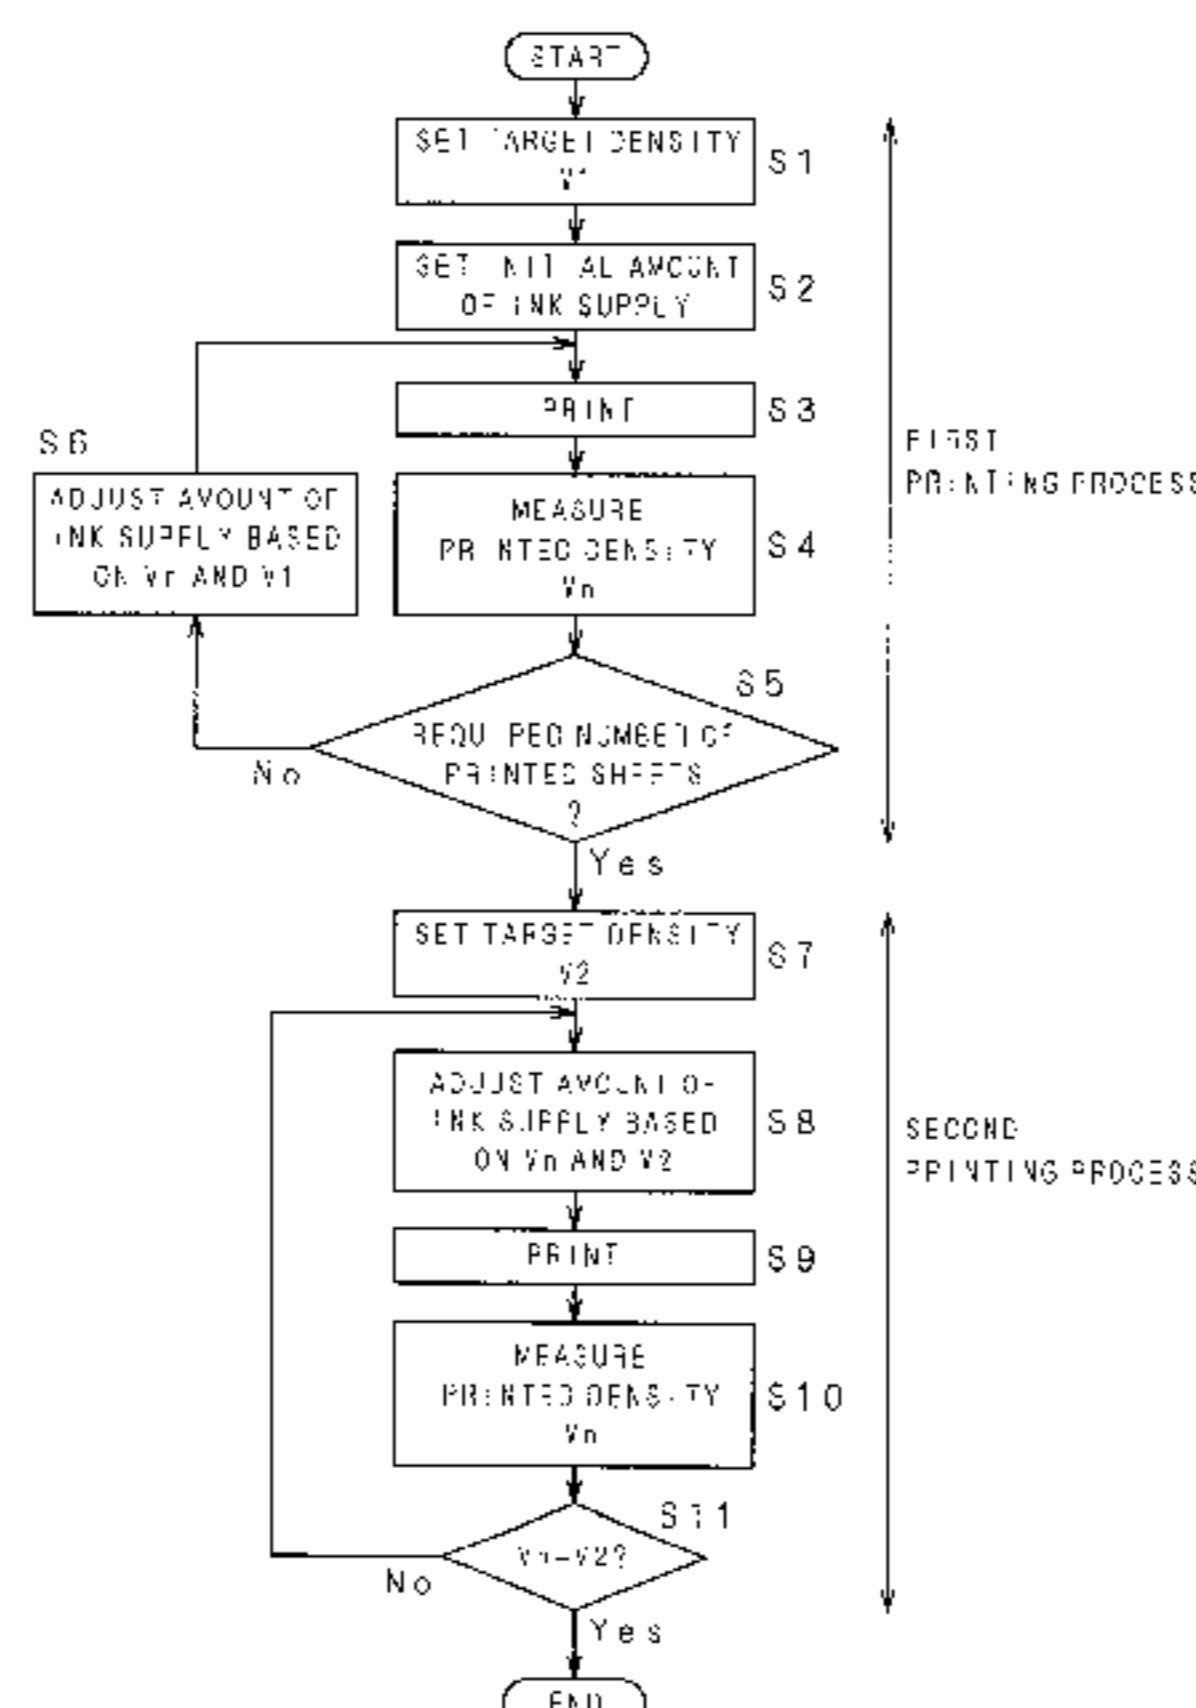 START
SET TARGET DENSITY
V1
S1
SET INITIAL AMOUNT
OF INK SUPPLY
S2
PRINT
S3
FIRST
PRINTING PROCESS
S6
ADJUST AMOUNT OF
INK SUPPLY BASED
ON Vn AND V1
MEASURE
PRINTED DENSITY
Vn
S4
S5
REQUIRED NUMBER OF
PRINTED SHEETS
?
No
Yes
SET TARGET DENSITY
V2
S7
ADJUST AMOUNT OF
INK SUPPLY BASED
ON Vn AND V2
S8
SECOND
PRINTING PROCESS
PRINT
S9
MEASURE
PRINTED DENSITY
Vn
S10
S11
Vn=V2?
No
Yes
END